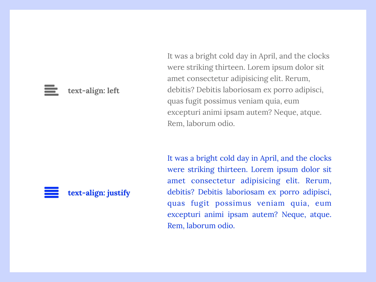 It was a bright cold day in April, and the clocks
were striking thirteen. Lorem ipsum dolor sit
amet consectetur adipisicing elit. Rerum,
text-align: left
debitis? Debitis laboriosam ex porro adipisci,
quas fugit possimus veniam quia, eum
excepturi animi ipsam autem? Neque, atque.
Rem, laborum odio.
It was a bright cold day in April, and the clocks
were striking thirteen. Lorem ipsum dolor sit
amet consectetur adipisicing elit. Rerum,
text-align: justify
debitis? Debitis laboriosam ex porro adipisci,
quas fugit possimus veniam quia, eum
excepturi animi ipsam autem? Neque, atque.
Rem, laborum odio.